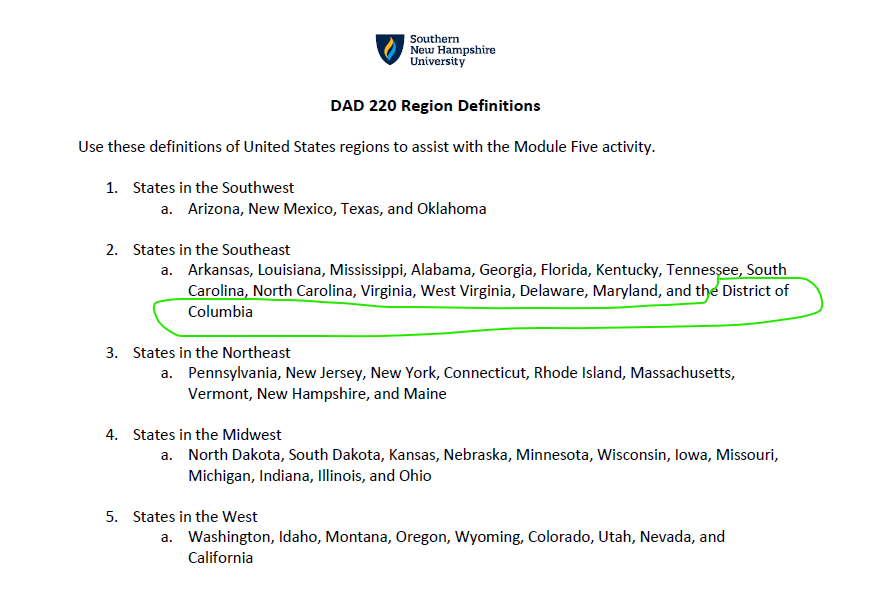 Southern
New Hampshire
University
DAD 220 Region Definitions
Use these definitions of United States regions to assist with the Module Five activity.
1. States in the Southwest
a. Arizona, New Mexico, Texas, and Oklahoma
2. States in the Southeast
a. Arkansas, Louisiana, Mississippi, Alabama, Georgia, Florida, Kentucky, Tennessee, South
Carolina, North Carolina, Virginia, West Virginia, Delaware, Maryland, and the District of
Columbia
3. States in the Northeast
a. Pennsylvania, New Jersey, New York, Connecticut, Rhode Island, Massachusetts,
Vermont, New Hampshire, and Maine
4. States in the Midwest
a. North Dakota, South Dakota, Kansas, Nebraska, Minnesota, Wisconsin, Iowa, Missouri,
Michigan, Indiana, Illinois, and Ohio
5. States in the West
a. Washington, Idaho, Montana, Oregon, Wyoming, Colorado, Utah, Nevada, and
California